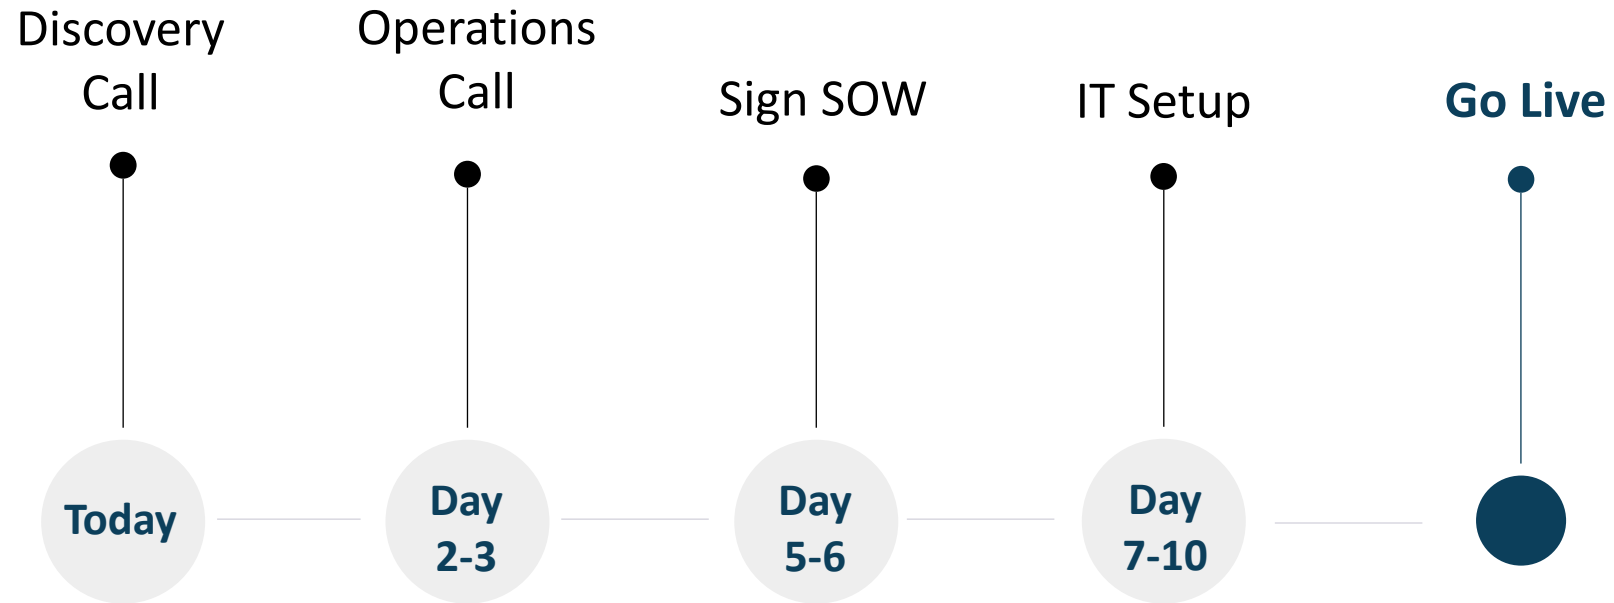 Discovery
Call
Operations
Call
Sign SOW
IT Setup
Go Live
Today
Day
2-3
Day
5-6
Day
7-10